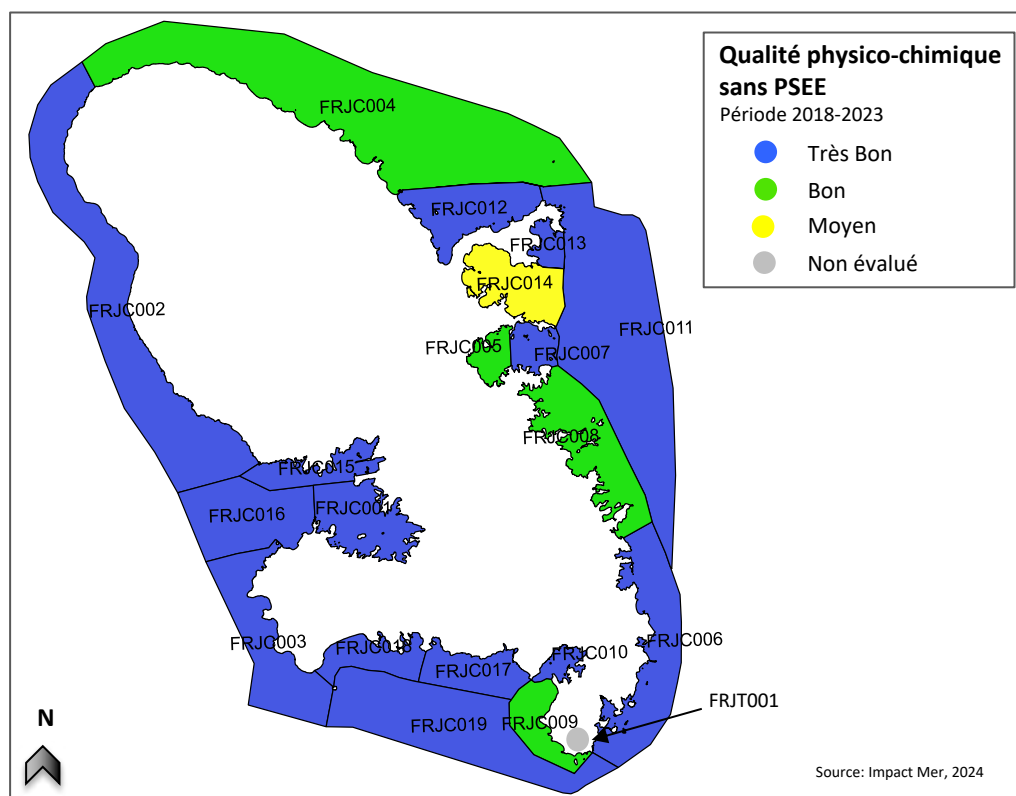 Qualité physico-chimique
sans PSEE
Période 2018-2023
Très Bon
Bon
Moyen
Non évalué
FRJC004
FRJC012
FRJC013
FRJC014
FRJC002
FRJC011
FRJC005
FRJC007
FRJC008
FRJC015
FRJC016
FRJC001
FRJC003
FRJC018
FRJC017
FRJC010
FRJC006
FRJC019
FRJC009
FRJT001
N
Source: Impact Mer, 2024